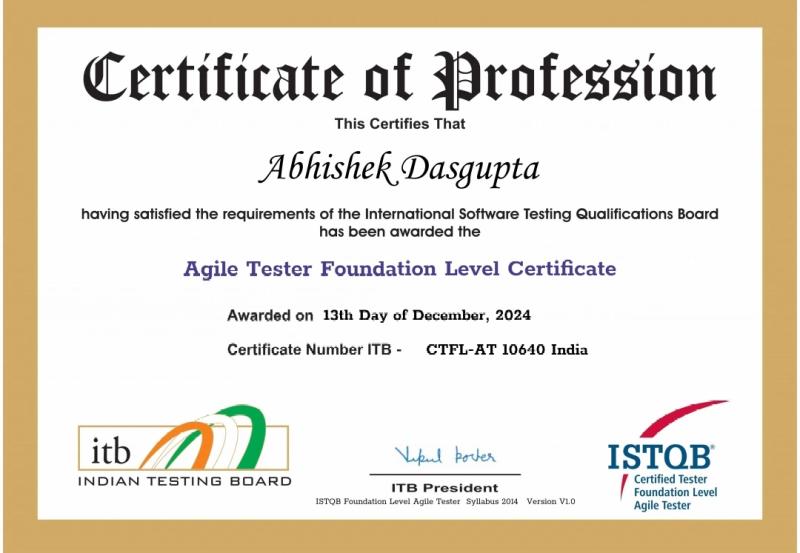 Certificate of Profession
This Certifies That
Abhishek Dasgupta
having satisfied the requirements of the International Software Testing Qualifications Board
has been awarded the
Agile Tester Foundation Level Certificate
Awarded on 13th Day of December, 2024
Certificate Number ITB - CTFL-AT 10640 India
itb
INDIAN TESTING BOARD
ITB President
ISTQB Foundation Level Agile Tester Syllabus 2014 Version V1.0
ISTQB®
Certified Tester
Foundation Level
Agile Tester